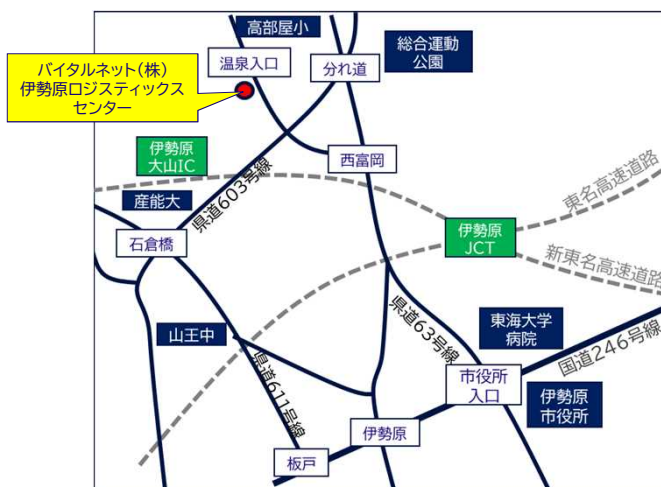 高部屋小
総合運動
公園
バイタルネット(株)
伊勢原ロジスティックス
センター
温泉入口
分れ道
伊勢原
大山IC
西富岡
県道603号線
東名高速道路
産能大
石倉橋
伊勢原
JCT
新東名高速道路
山王中
県道611号線
県道63号線
東海大学
病院
国道246号線
市役所
入口
伊勢原
市役所
伊勢原
板戸